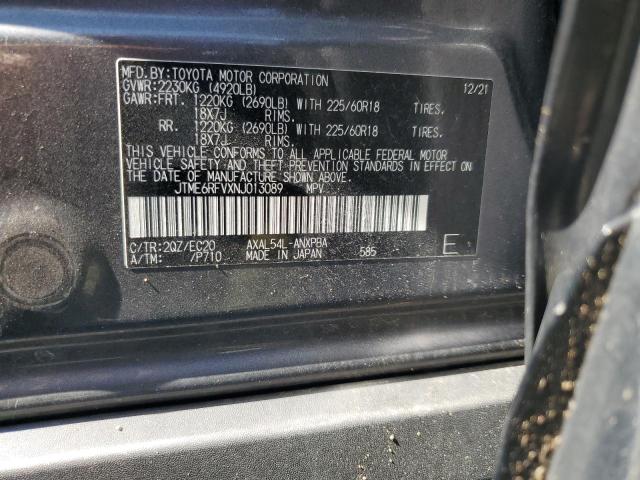 MFD.BY:TOYOTA MOTOR CORPORATION 12/21
GVWR:2230KG (4920LB)
GAWR:FRT. 1220KG (2690LB) WITH 225/60R18 TIRES.
18X7J RIMS.
RR. 1220KG (2690LB) WITH 225/60R18 TIRES.
18X7J RIMS.
THIS VEHICLE CONFORMS TO ALL APPLICABLE FEDERAL MOTOR
VEHICLE SAFETY AND THEFT PREVENTION STANDARDS IN EFFECT ON
THE DATE OF MANUFACTURE SHOWN ABOVE.
JTME6RFVXNJ013089 MPV
C/TR:2QZ/EC20 AXAL54L-ANXPBA
A/TM: /P710 MADE IN JAPAN 585 E